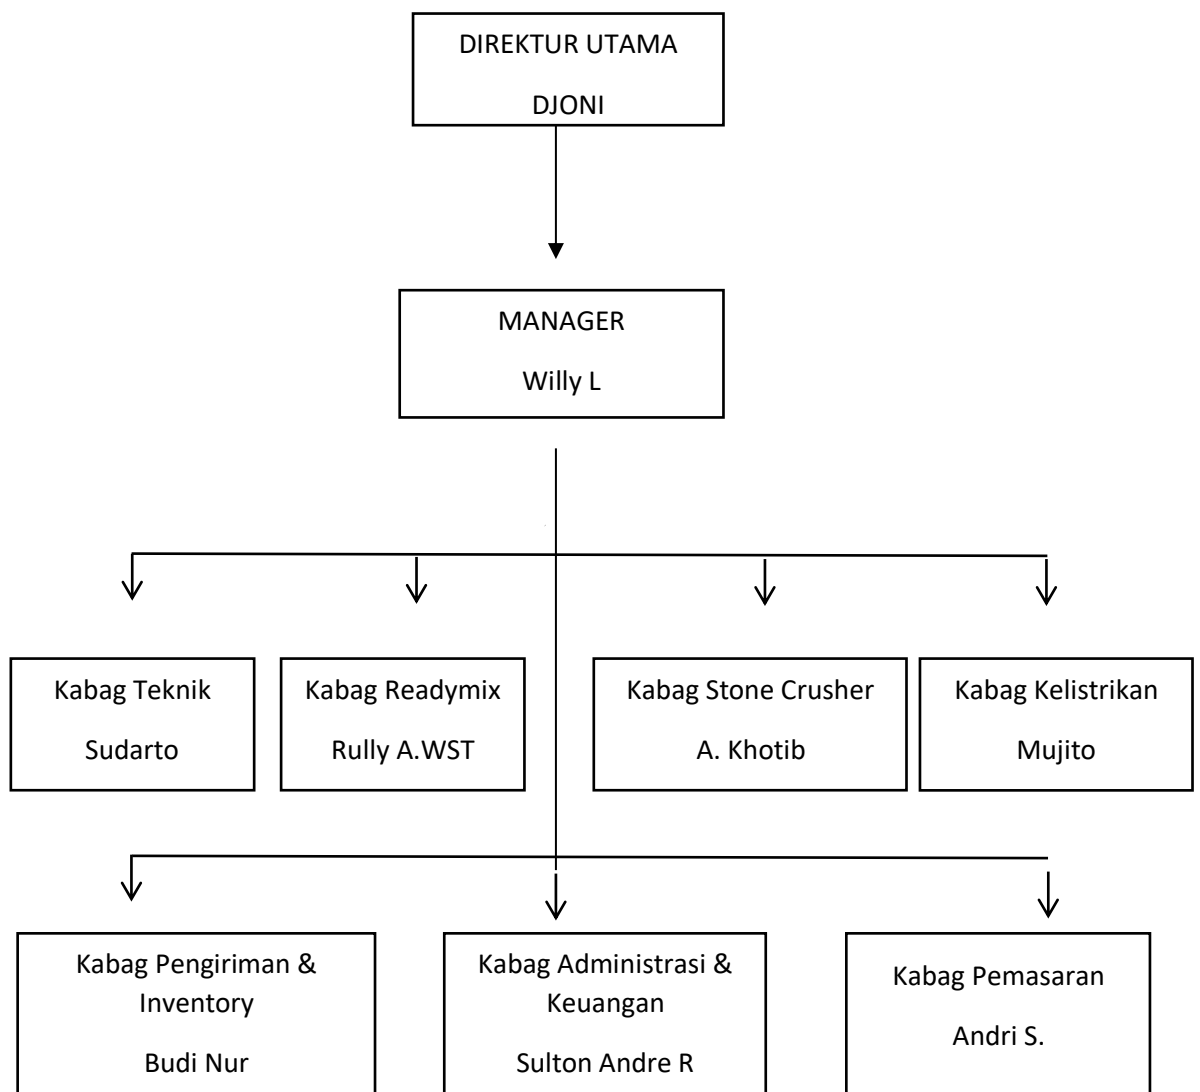 DIREKTUR UTAMA
DJONI
MANAGER
Willy L
Kabag Teknik
Sudarto
Kabag Readymix
Rully A.WST
Kabag Stone Crusher
A. Khotib
Kabag Kelistrikan
Mujito
Kabag Pengiriman &
Inventory
Budi Nur
Kabag Administrasi &
Keuangan
Sulton Andre R
Kabag Pemasaran
Andri S.